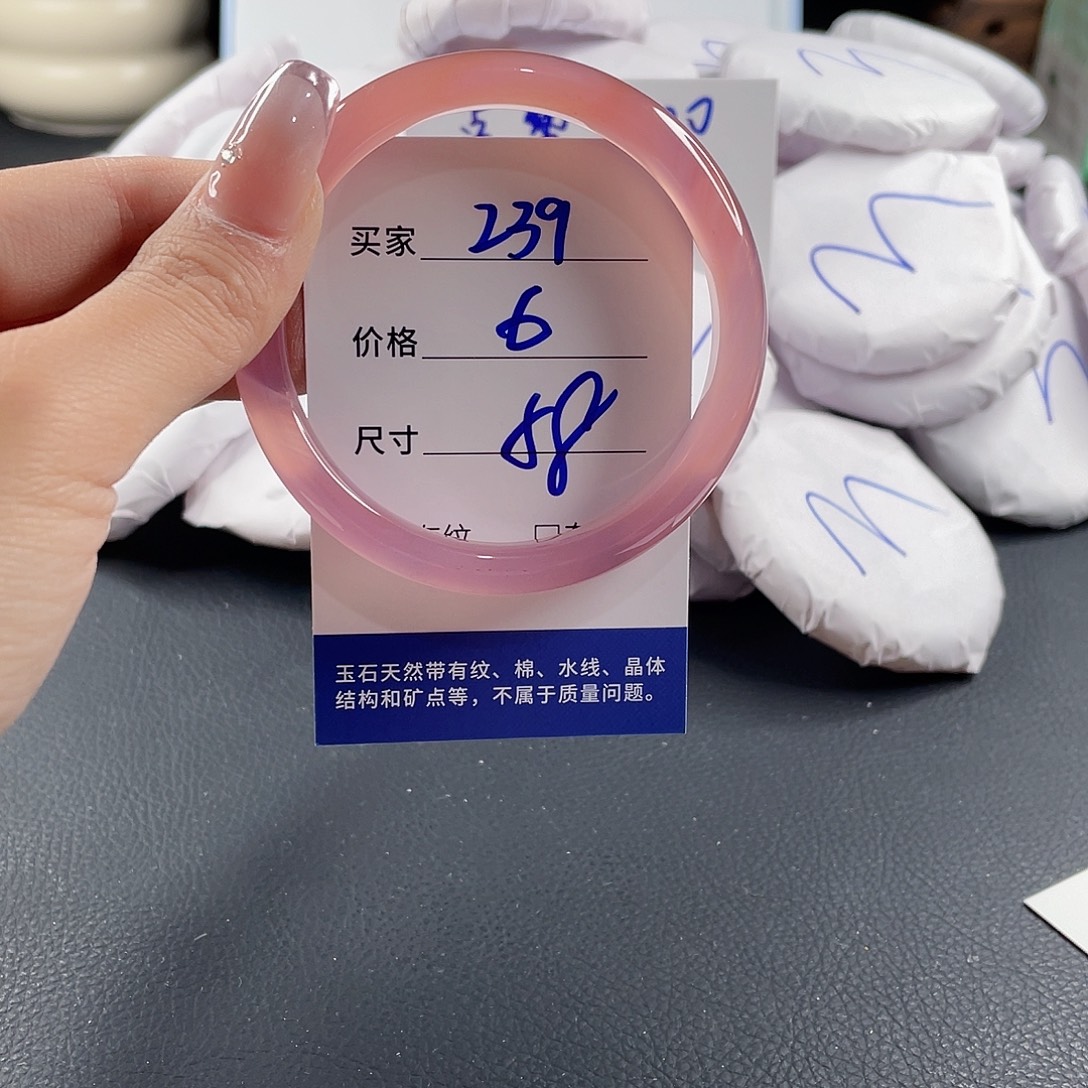 买家 239
价格 6
尺寸 58
玉石天然带有纹、棉、水线、晶体
结构和矿点等，不属于质量问题。